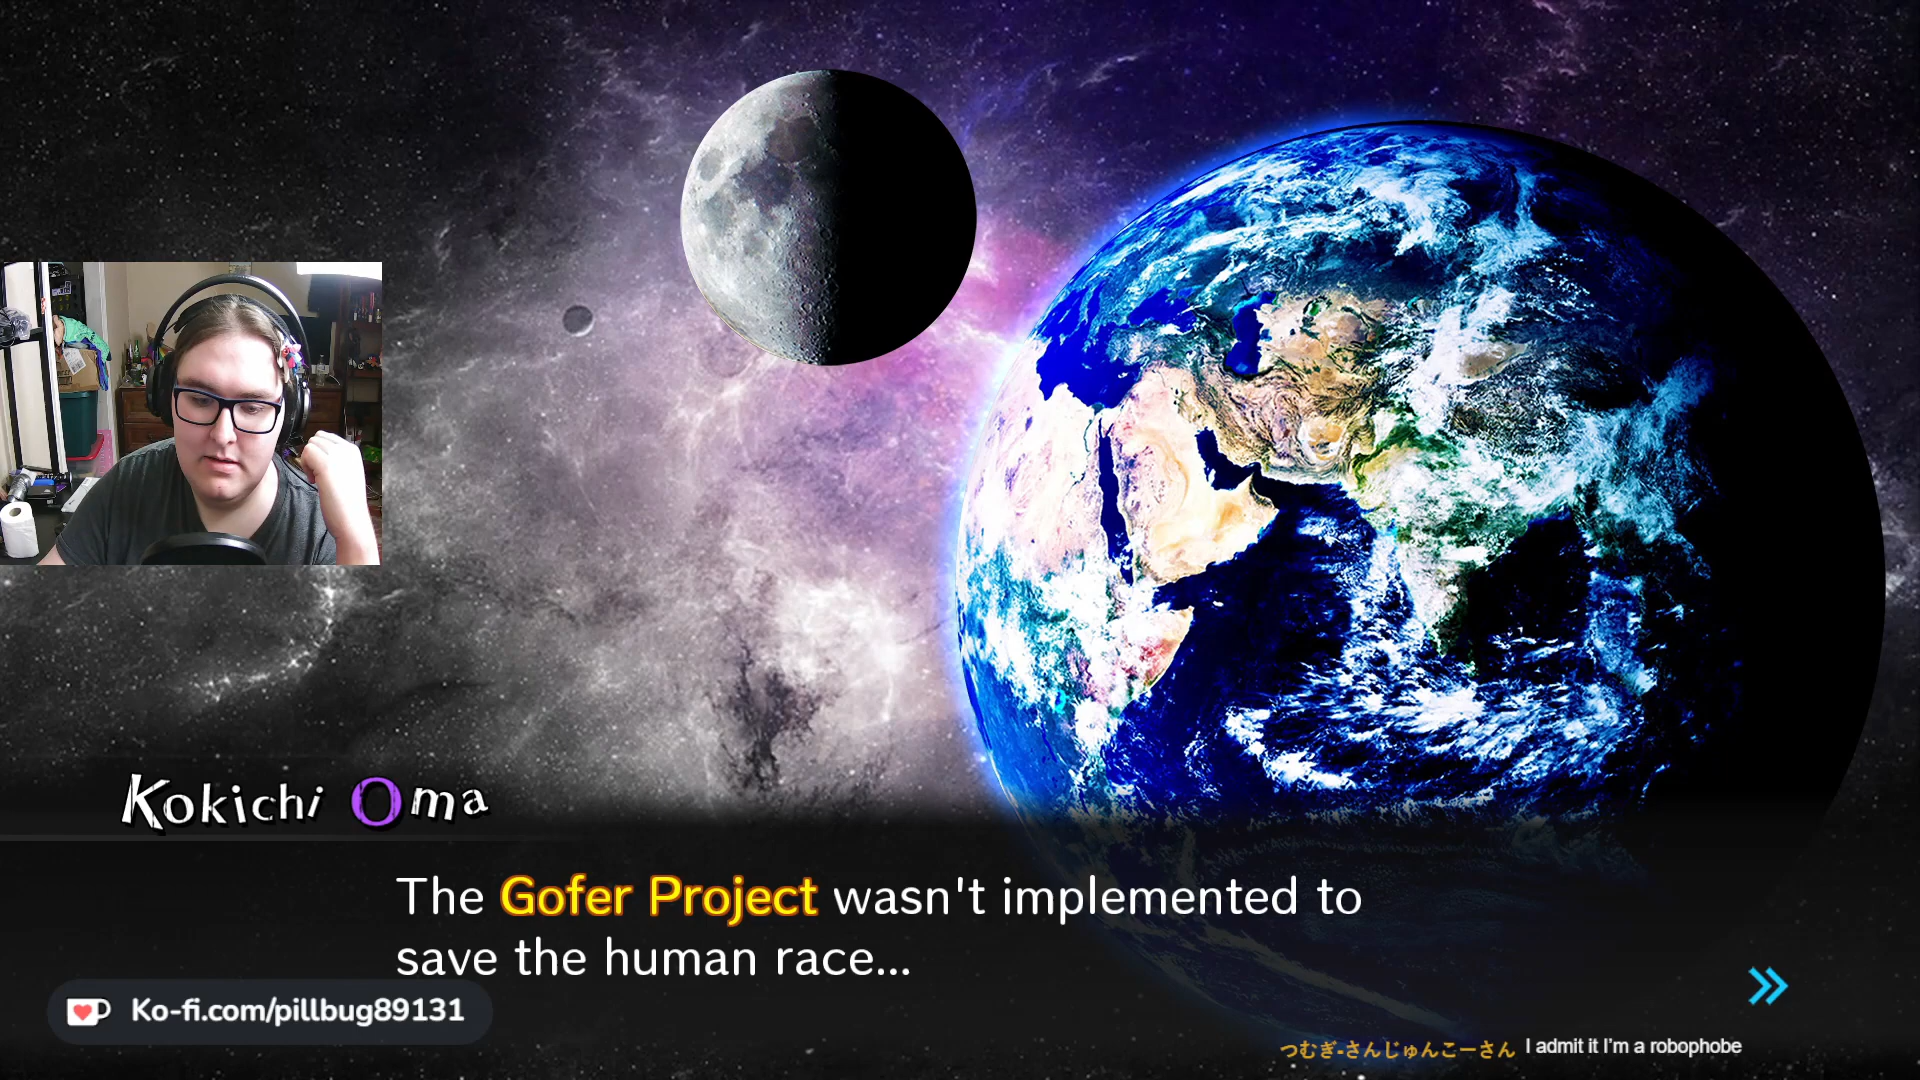 Kokichi Oma
The Gofer Project wasn't implemented to
save the human race...
Ko-fi.com/pillbug89131
つむぎ-さんじゅんこーさん I admit it I'm a robophobe